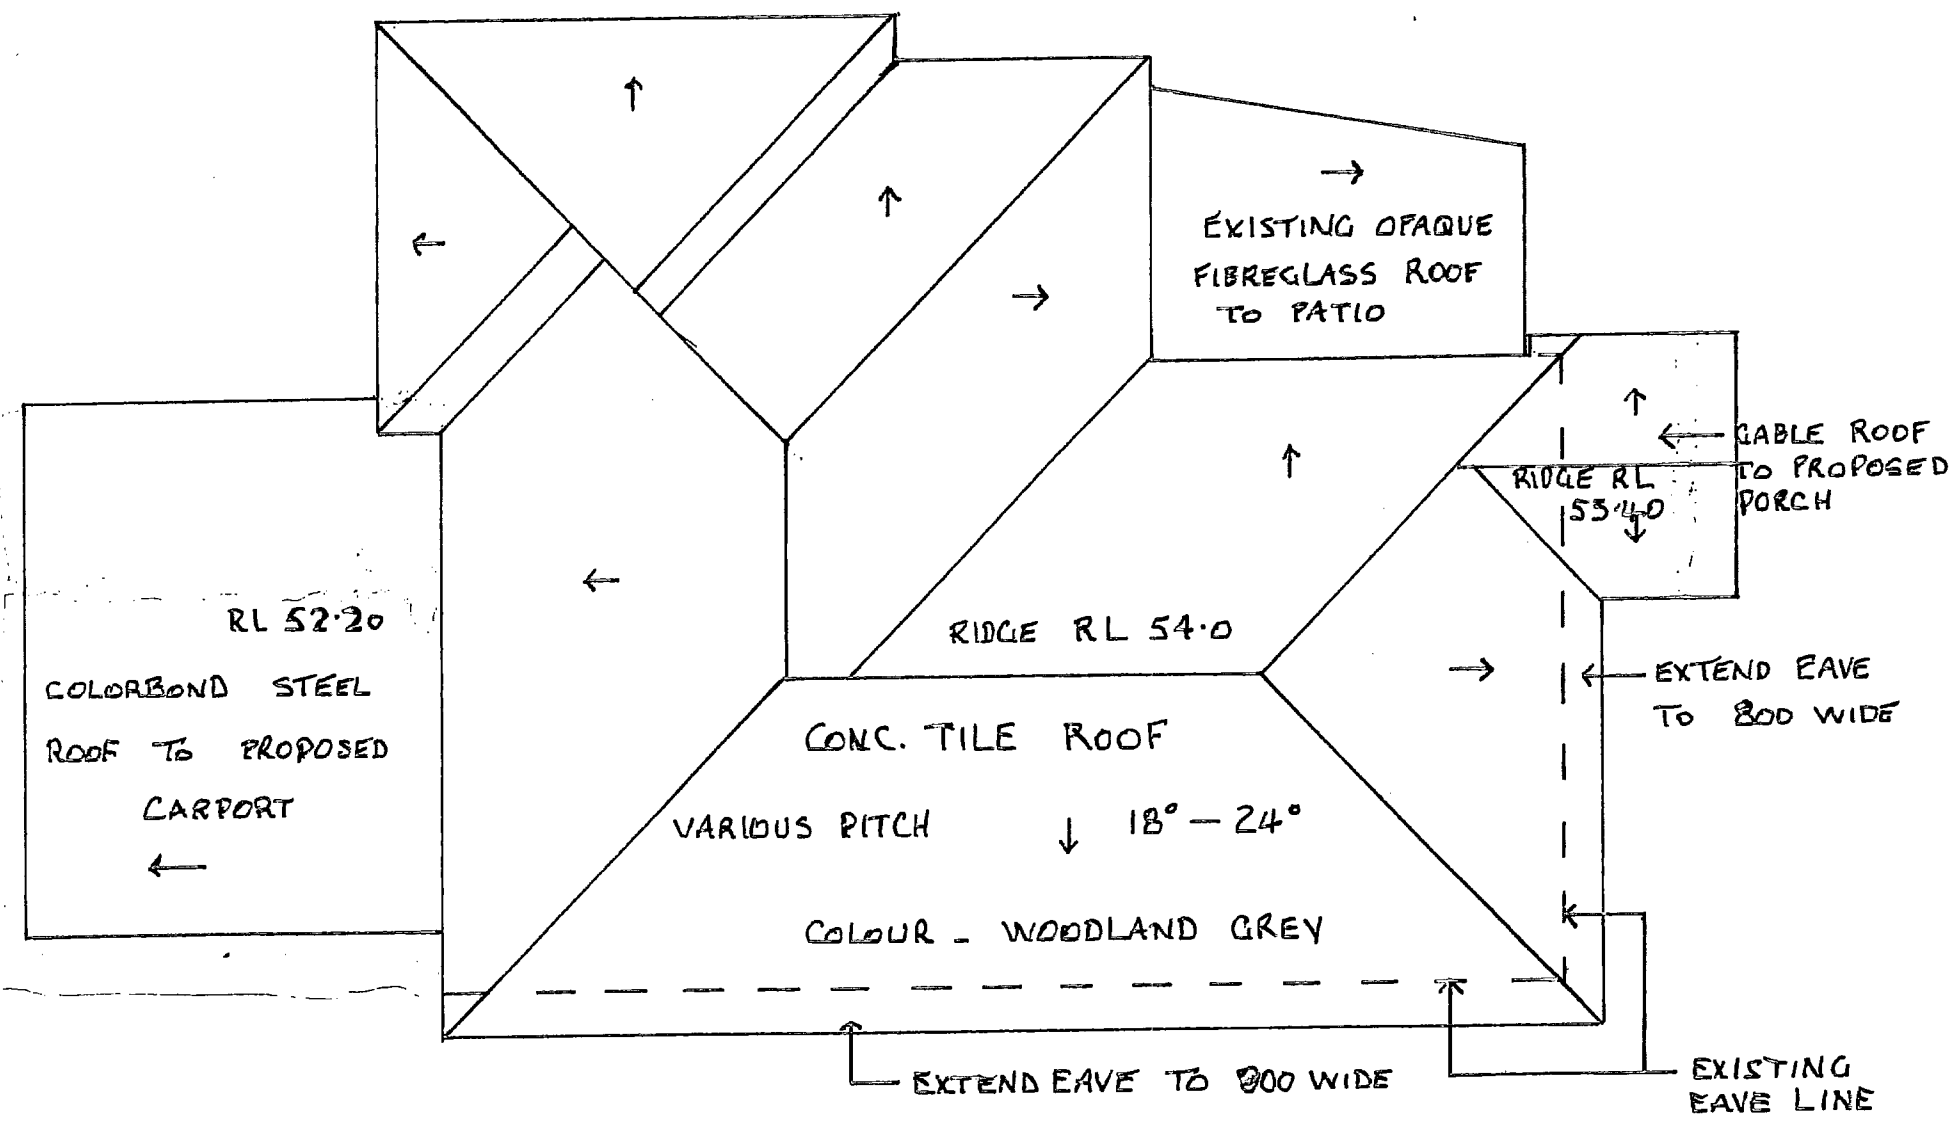 EXISTING OPAQUE
FIBREGLASS ROOF
TO PATIO
GABLE ROOF
TO PROPOSED
PORCH
RIDGE RL
53.40
RL 52.20
COLORBOND STEEL
ROOF TO PROPOSED
CARPORT
RIDGE RL 54.0
EXTEND EAVE
TO 800 WIDE
CONC. TILE ROOF
VARIOUS PITCH 18° - 24°
COLOUR - WOODLAND GREY
EXTEND EAVE TO 800 WIDE
EXISTING
EAVE LINE